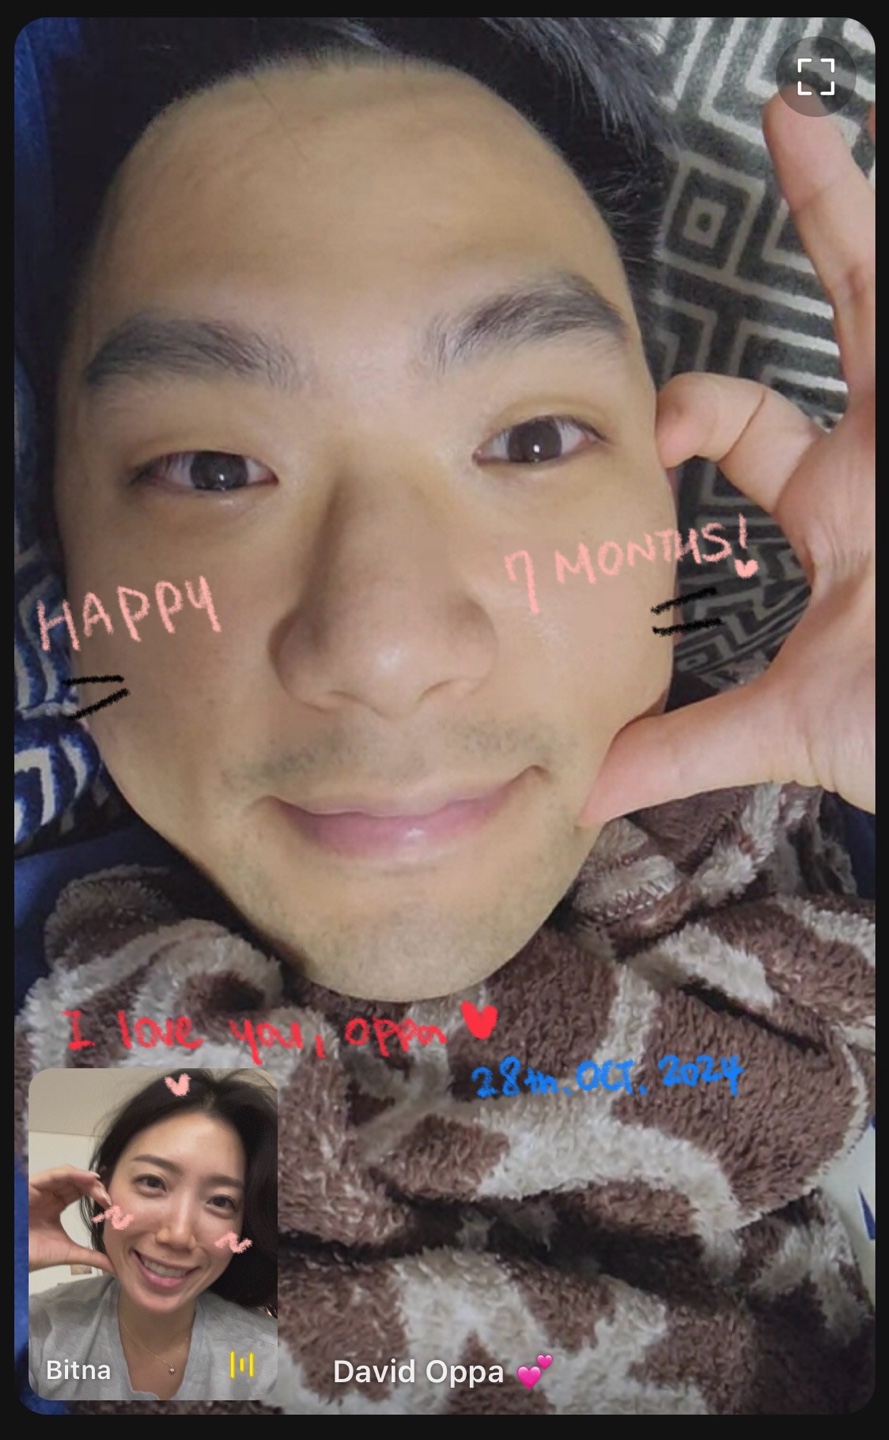 HAPPY
7 MONTHS!
I love you, oppa
28th. OCT. 2024
Bitna
David Oppa 💕